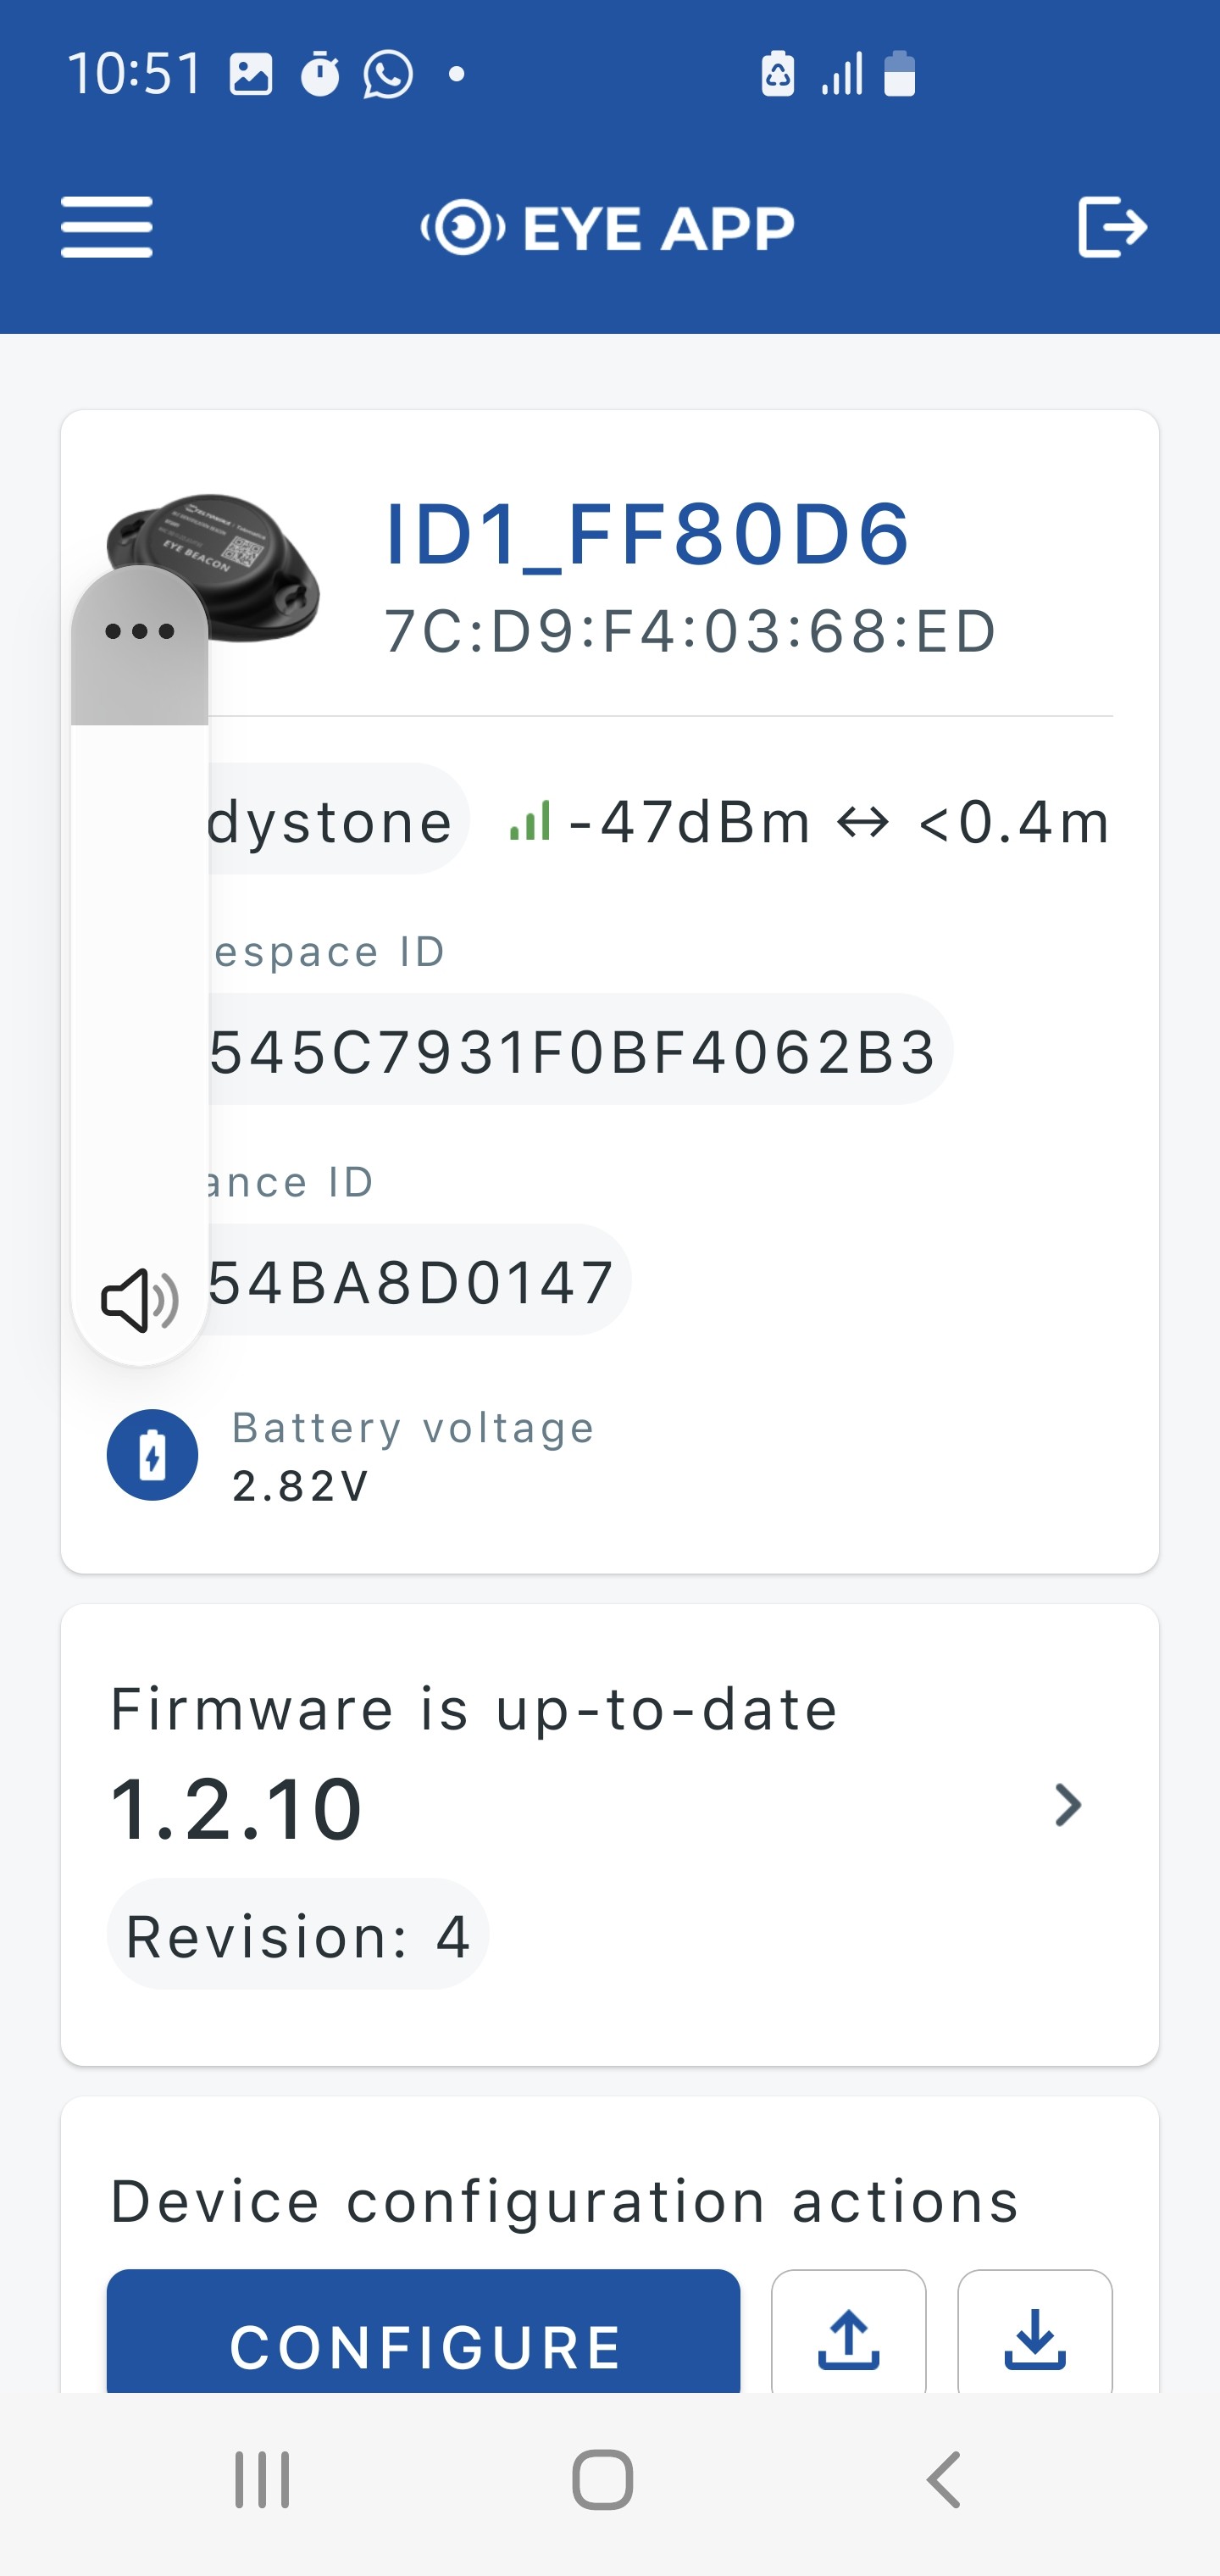 10:51
EYE APP
ID1_FF80D6
7C:D9:F4:03:68:ED
EYE BEACON
dystone -47dBm <0.4m
espace ID
545C7931F0BF4062B3
ance ID
54BA8D0147
Battery voltage
2.82V
Firmware is up-to-date
1.2.10
Revision: 4
Device configuration actions
CONFIGURE